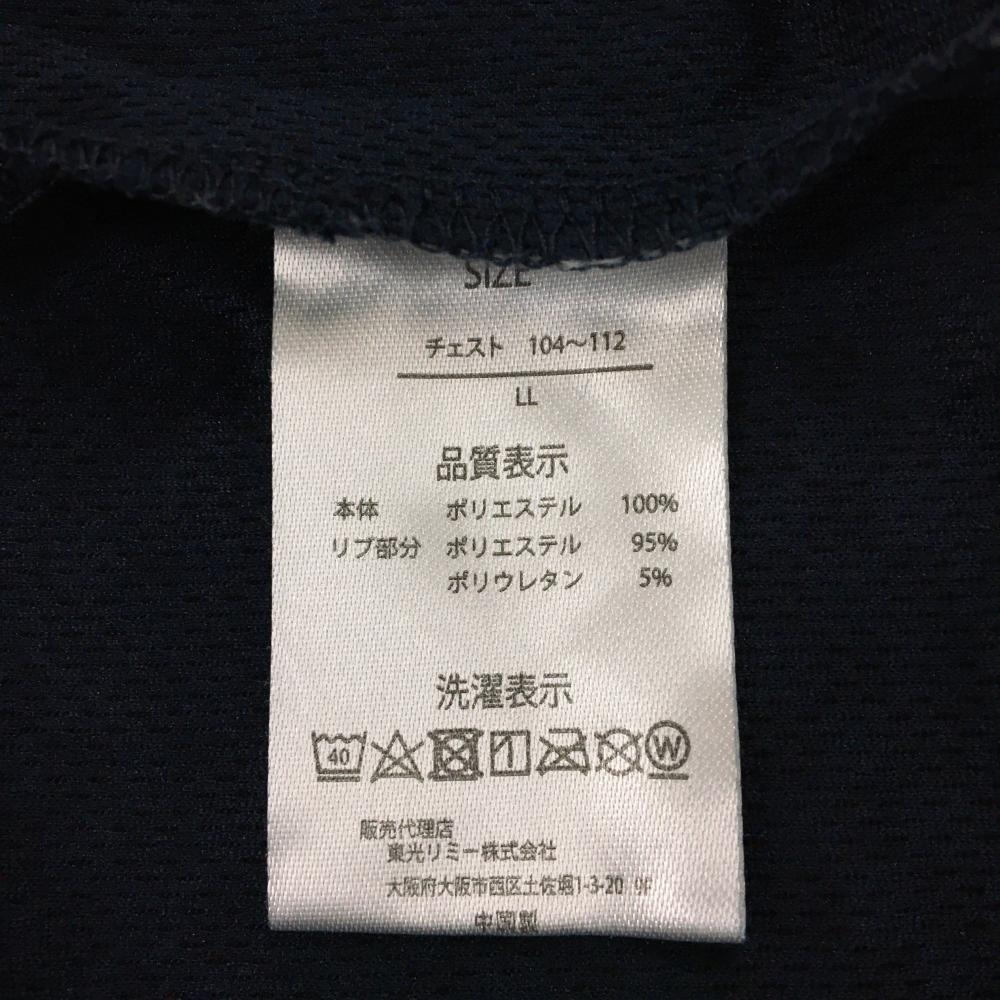 SIZE
チェスト 104～112
LL
品質表示
本体 ポリエステル 100%
リブ部分 ポリエステル 95%
ポリウレタン 5%
洗濯表示
40 W
販売代理店
東光リミー株式会社
大阪府大阪市西区土佐堀1-3-20 9F
中国製